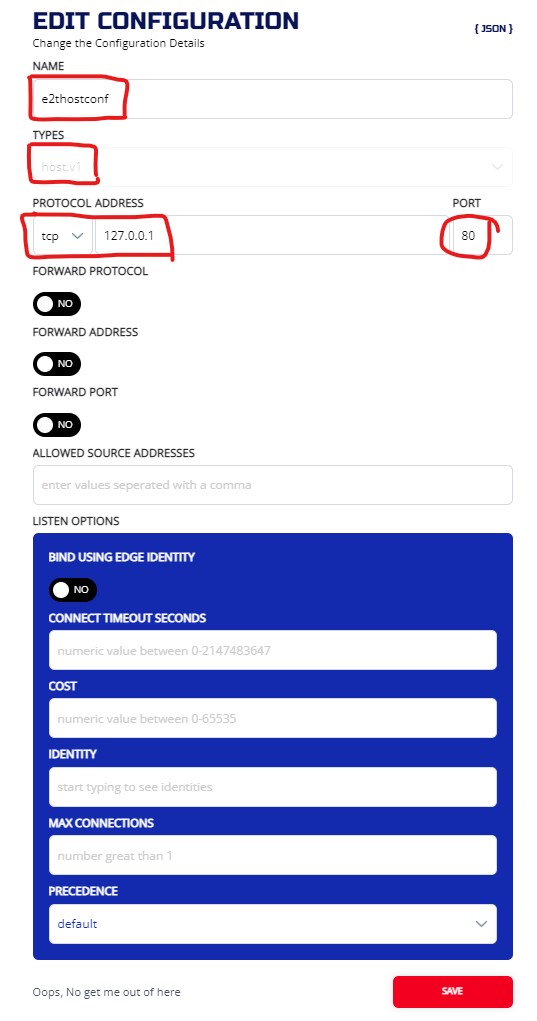 EDIT CONFIGURATION
{ JSON }
Change the Configuration Details
NAME
e2thostconf
TYPES
host.v1
PROTOCOL ADDRESS PORT
tcp 127.0.0.1 80
FORWARD PROTOCOL
NO
FORWARD ADDRESS
NO
FORWARD PORT
NO
ALLOWED SOURCE ADDRESSES
enter values seperated with a comma
LISTEN OPTIONS
BIND USING EDGE IDENTITY
NO
CONNECT TIMEOUT SECONDS
numeric value between 0-2147483647
COST
numeric value between 0-65535
IDENTITY
start typing to see identities
MAX CONNECTIONS
number great than 1
PRECEDENCE
default
Oops, No get me out of here
SAVE